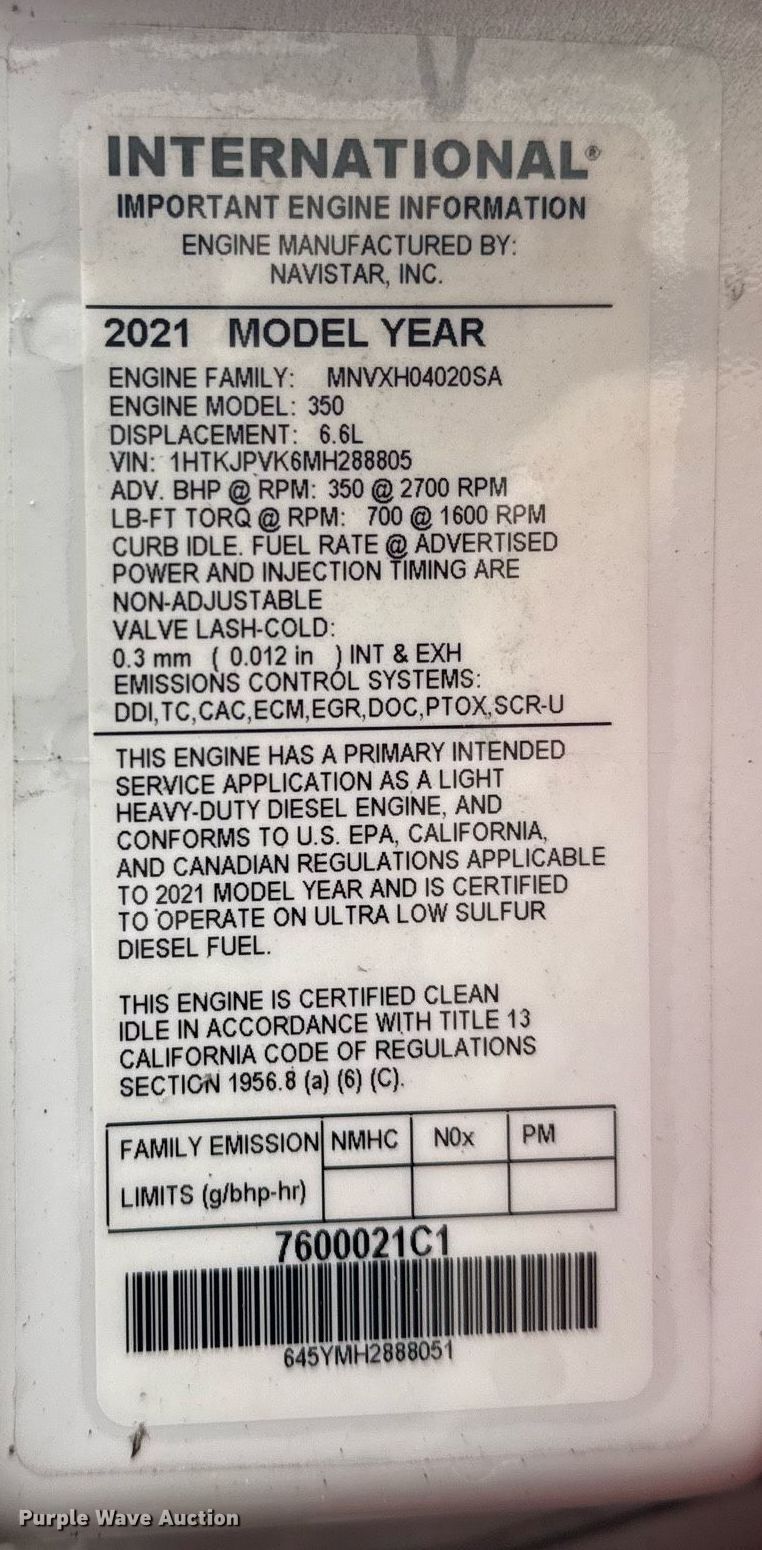 INTERNATIONAL®
IMPORTANT ENGINE INFORMATION
ENGINE MANUFACTURED BY:
NAVISTAR, INC.
2021 MODEL YEAR
ENGINE FAMILY: MNVXH04020SA
ENGINE MODEL: 350
DISPLACEMENT: 6.6L
VIN: 1HTKJPVK6MH288805
ADV. BHP @ RPM: 350 @ 2700 RPM
LB-FT TORQ @ RPM: 700 @ 1600 RPM
CURB IDLE. FUEL RATE @ ADVERTISED
POWER AND INJECTION TIMING ARE
NON-ADJUSTABLE
VALVE LASH-COLD:
0.3 mm ( 0.012 in ) INT & EXH
EMISSIONS CONTROL SYSTEMS:
DDI,TC,CAC,ECM,EGR,DOC,PTOX,SCR-U
THIS ENGINE HAS A PRIMARY INTENDED
SERVICE APPLICATION AS A LIGHT
HEAVY-DUTY DIESEL ENGINE, AND
CONFORMS TO U.S. EPA, CALIFORNIA,
AND CANADIAN REGULATIONS APPLICABLE
TO 2021 MODEL YEAR AND IS CERTIFIED
TO OPERATE ON ULTRA LOW SULFUR
DIESEL FUEL.
THIS ENGINE IS CERTIFIED CLEAN
IDLE IN ACCORDANCE WITH TITLE 13
CALIFORNIA CODE OF REGULATIONS
SECTION 1956.8 (a) (6) (C).
FAMILY EMISSION NMHC N0x PM
LIMITS (g/bhp-hr)
7600021C1
645YMH2888051
Purple Wave Auction